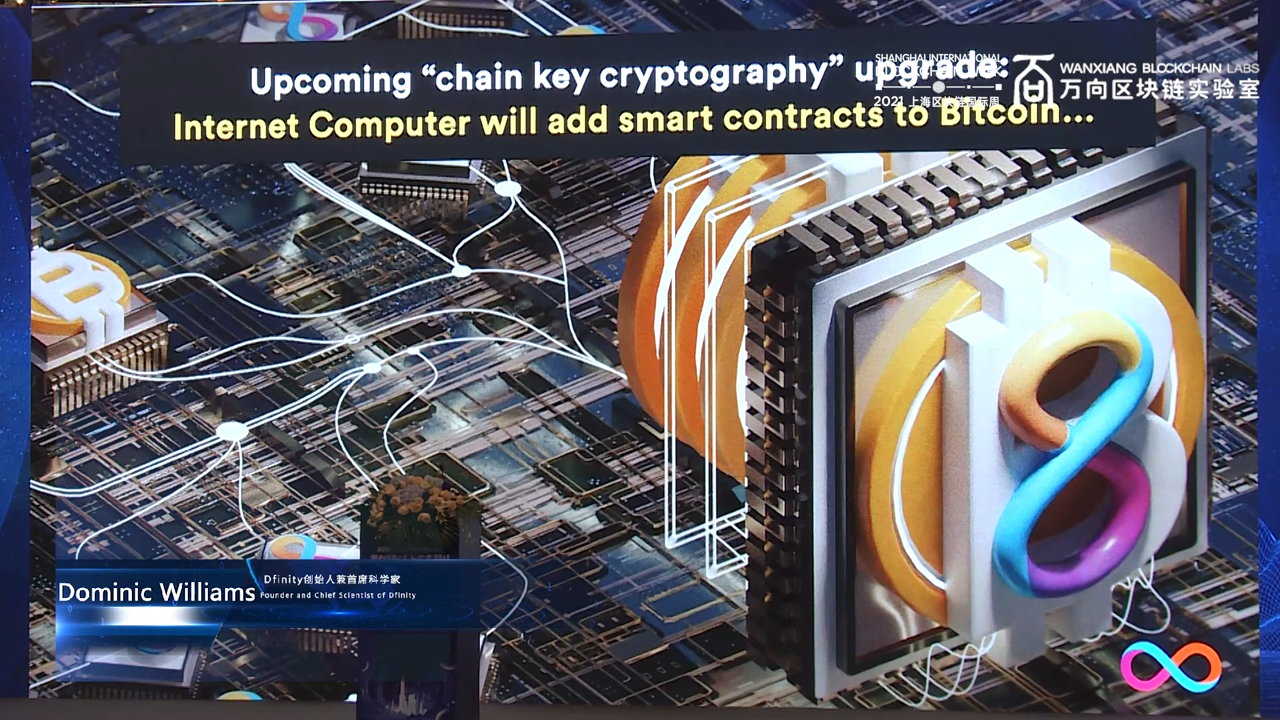 Upcoming “chain key cryptography” upgrade:
Internet Computer will add smart contracts to Bitcoin...
SHANGHAI INTERNATIONAL
2021 上海区块链国际周
WANXIANG BLOCKCHAIN LABS
万向区块链实验室
Dominic Williams
Dfinity创始人兼首席科学家
Founder and Chief Scientist of Dfinity